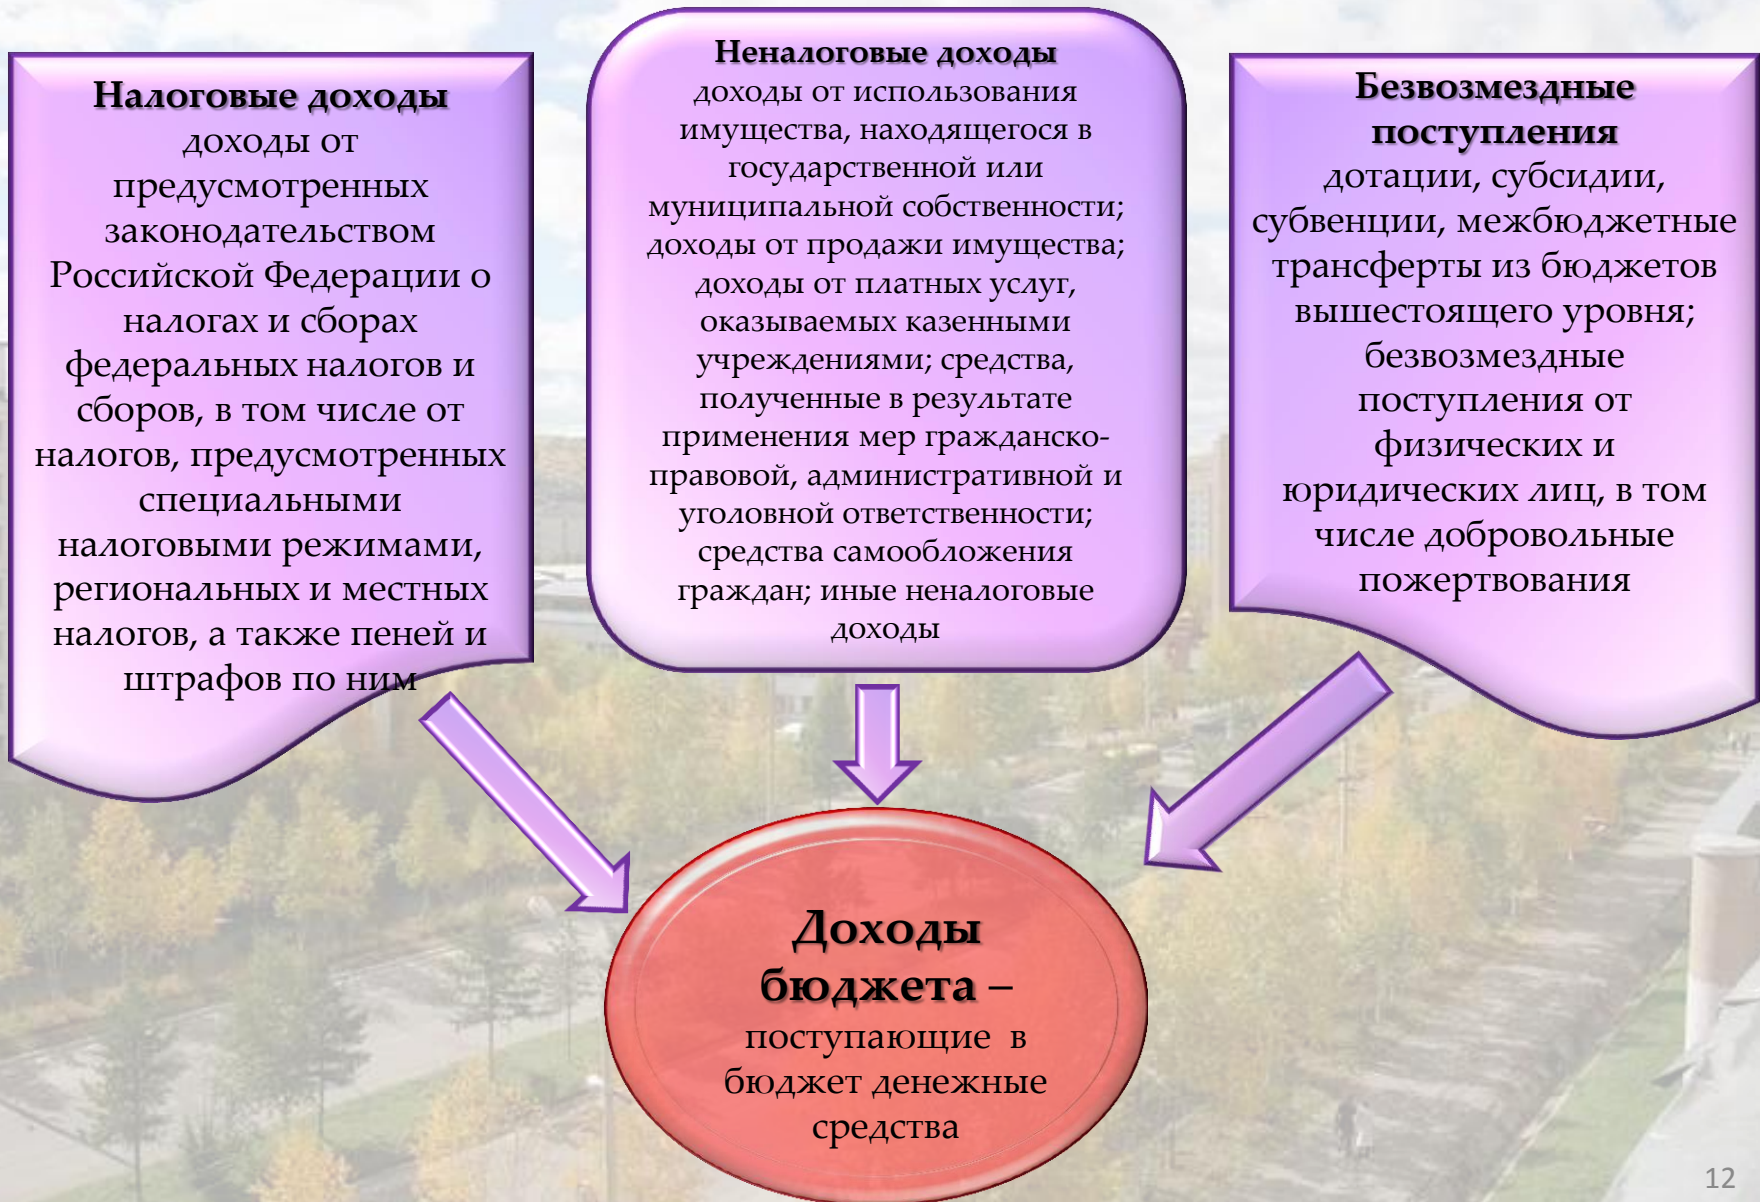 Налоговые доходы
доходы от
предусмотренных
законодательством
Российской Федерации о
налогах и сборах
федеральных налогов и
сборов, в том числе от
налогов, предусмотренных
специальными
налоговыми режимами,
региональных и местных
налогов, а также пеней и
штрафов по ним
Неналоговые доходы
доходы от использования
имущества, находящегося в
государственной или
муниципальной собственности;
доходы от продажи имущества;
доходы от платных услуг,
оказываемых казенными
учреждениями; средства,
полученные в результате
применения мер гражданско-
правовой, административной и
уголовной ответственности;
средства самообложения
граждан; иные неналоговые
доходы
Безвозмездные
поступления
дотации, субсидии,
субвенции, межбюджетные
трансферты из бюджетов
вышестоящего уровня;
безвозмездные
поступления от
физических и
юридических лиц, в том
числе добровольные
пожертвования
Доходы
бюджета –
поступающие в
бюджет денежные
средства
12